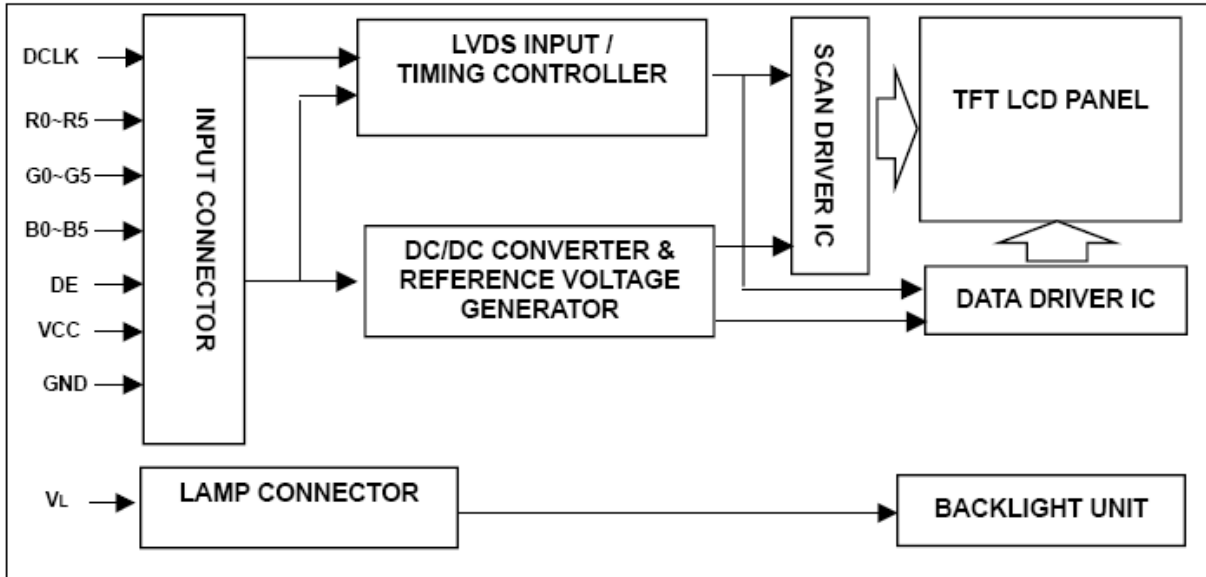 DCLK
R0~R5
G0~G5
B0~B5
DE
VCC
GND
INPUT CONNECTOR
LVDS INPUT /
TIMING CONTROLLER
DC/DC CONVERTER &
REFERENCE VOLTAGE
GENERATOR
SCAN DRIVER IC
TFT LCD PANEL
DATA DRIVER IC
VL
LAMP CONNECTOR
BACKLIGHT UNIT